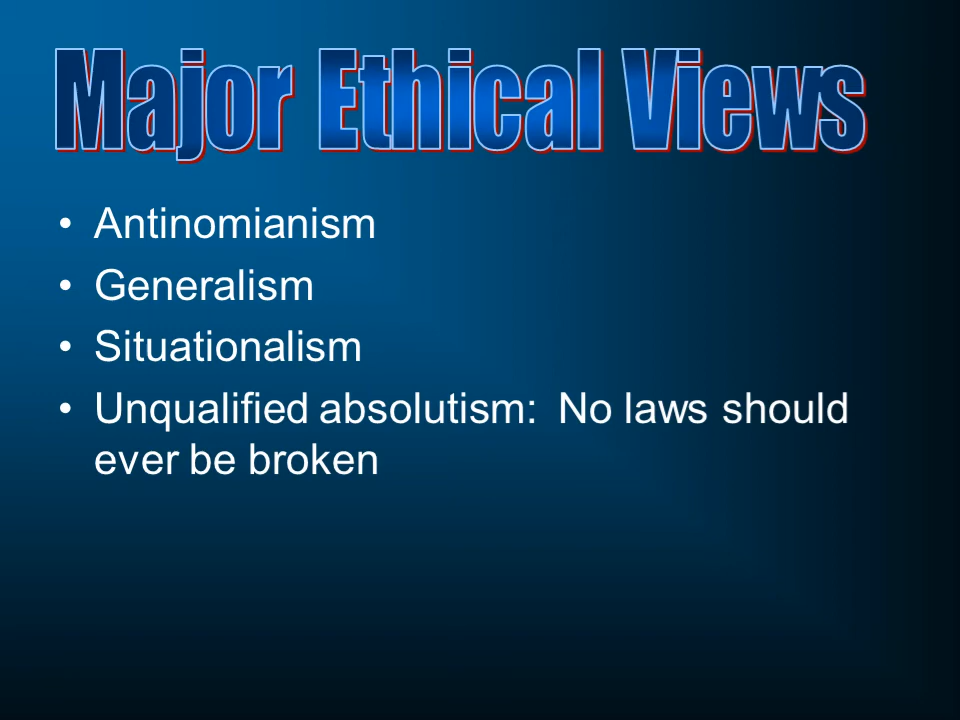 Major Ethical Views
• Antinomianism
• Generalism
• Situationalism
• Unqualified absolutism:  No laws should
ever be broken